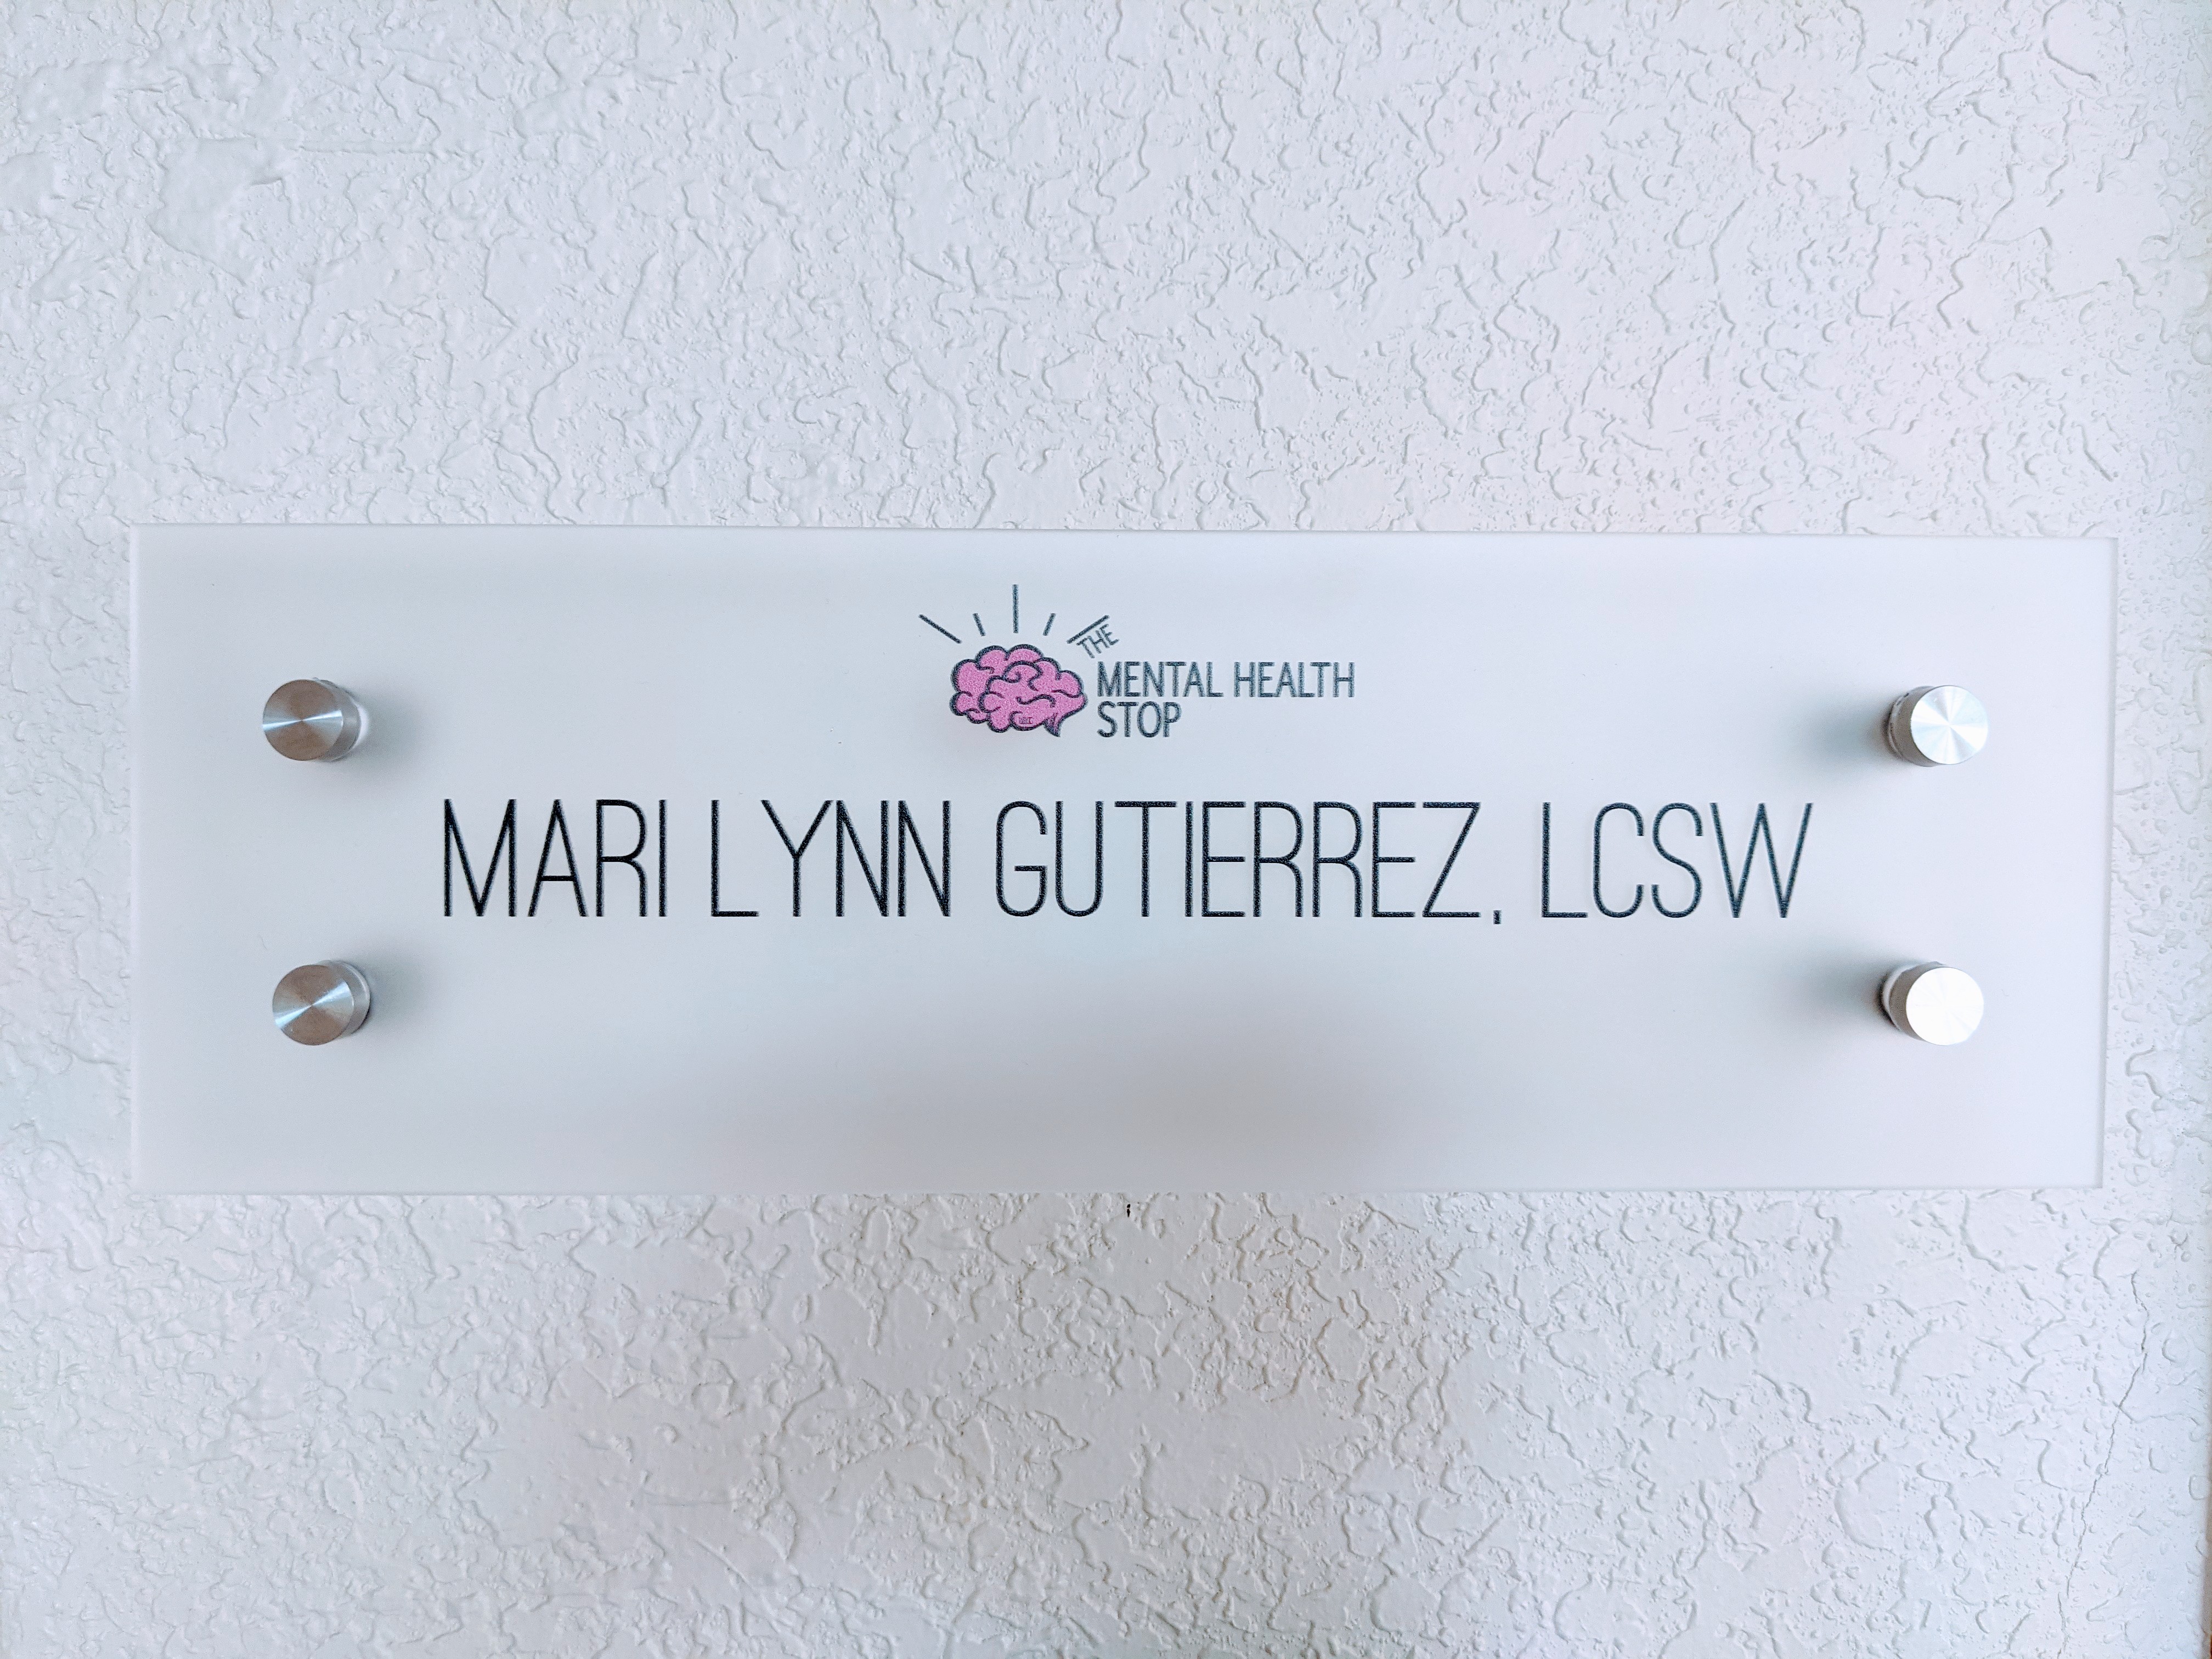 THE
MENTAL HEALTH
STOP
MARI LYNN GUTIERREZ, LCSW